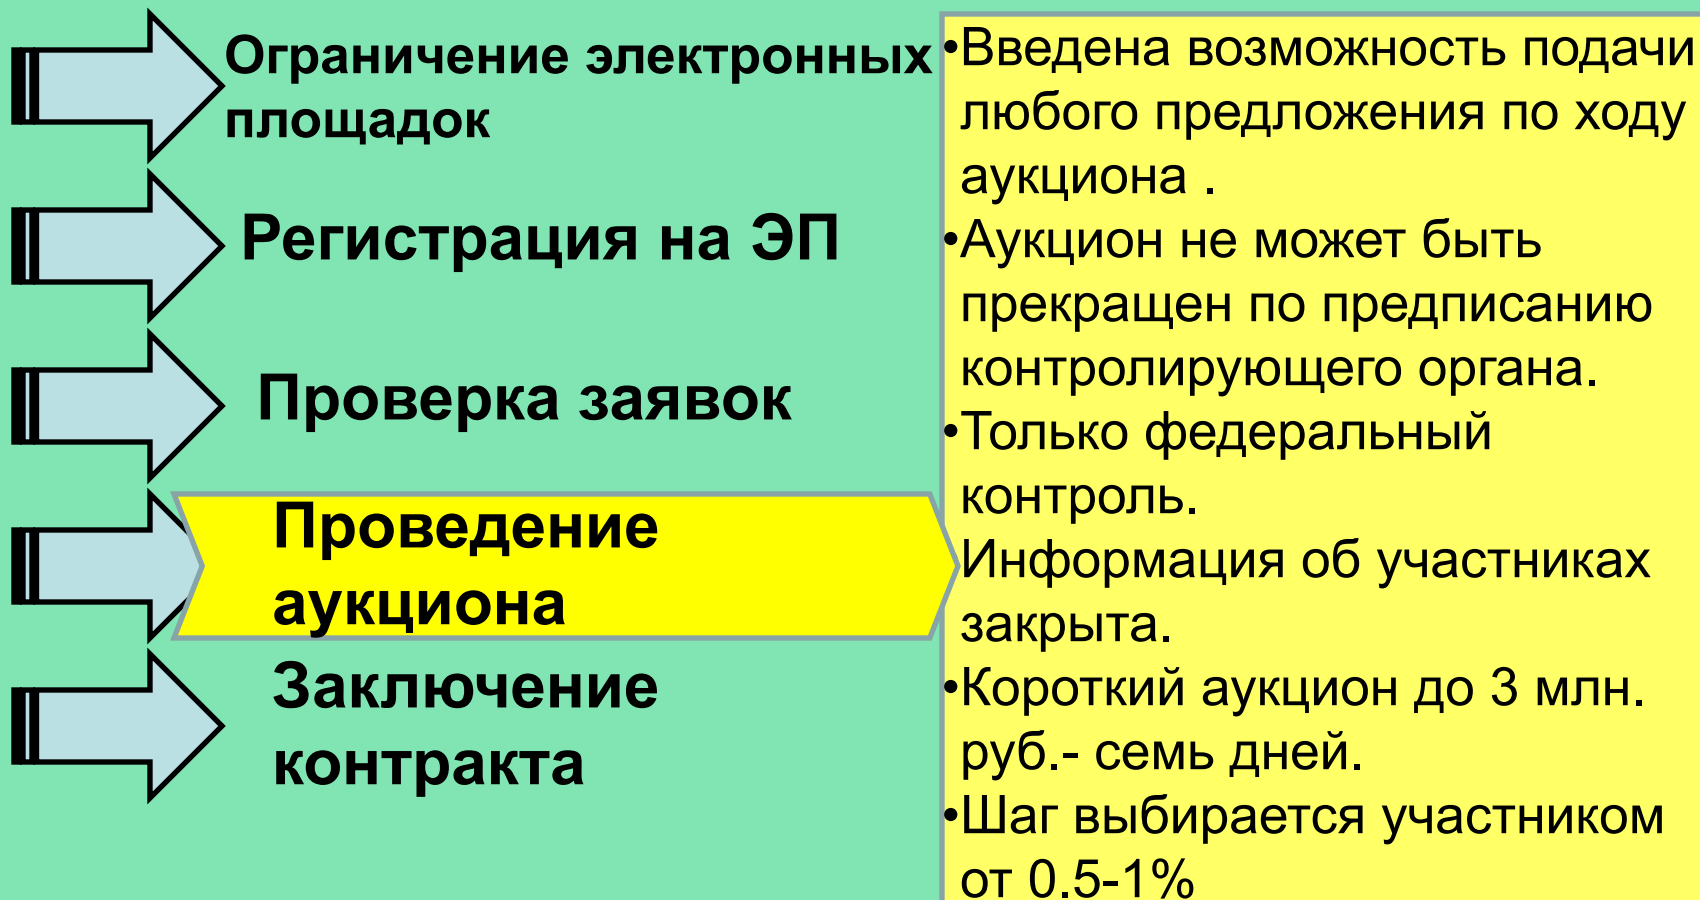 Ограничение электронных
площадок
Регистрация на ЭП
Проверка заявок
Проведение
аукциона
Заключение
контракта
•Введена возможность подачи
любого предложения по ходу
аукциона .
•Аукцион не может быть
прекращен по предписанию
контролирующего органа.
•Только федеральный
контроль.
Информация об участниках
закрыта.
•Короткий аукцион до 3 млн.
руб.- семь дней.
•Шаг выбирается участником
от 0.5-1%